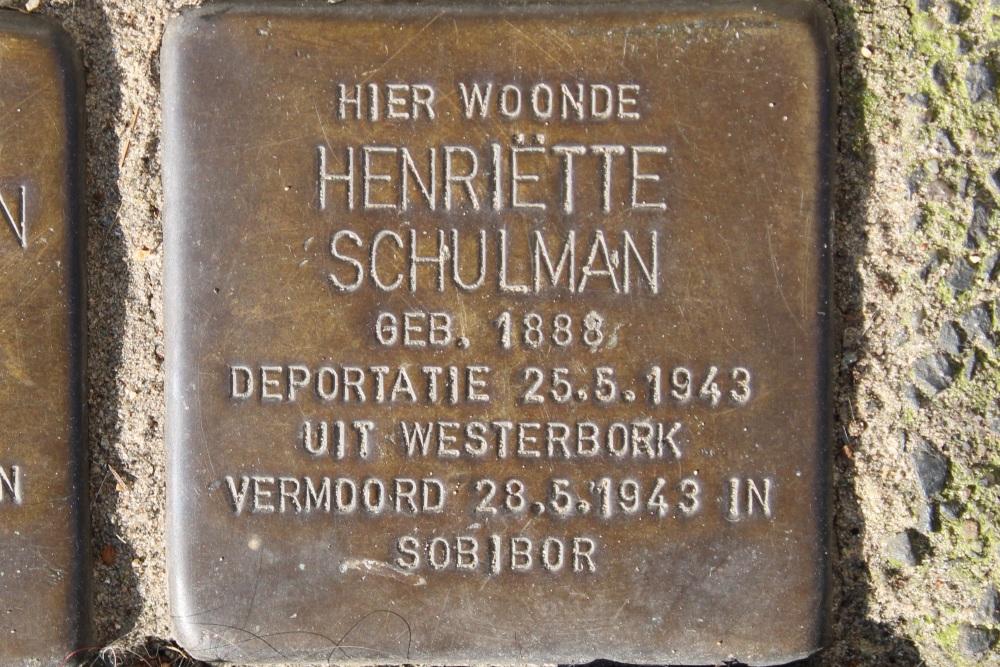 HIER WOONDE
HENRIËTTE
SCHULMAN
GEB. 1888
DEPORTATIE 25.5.1943
UIT WESTERBORK
VERMOORD 28.5.1943 IN
SOBIBOR
N
N